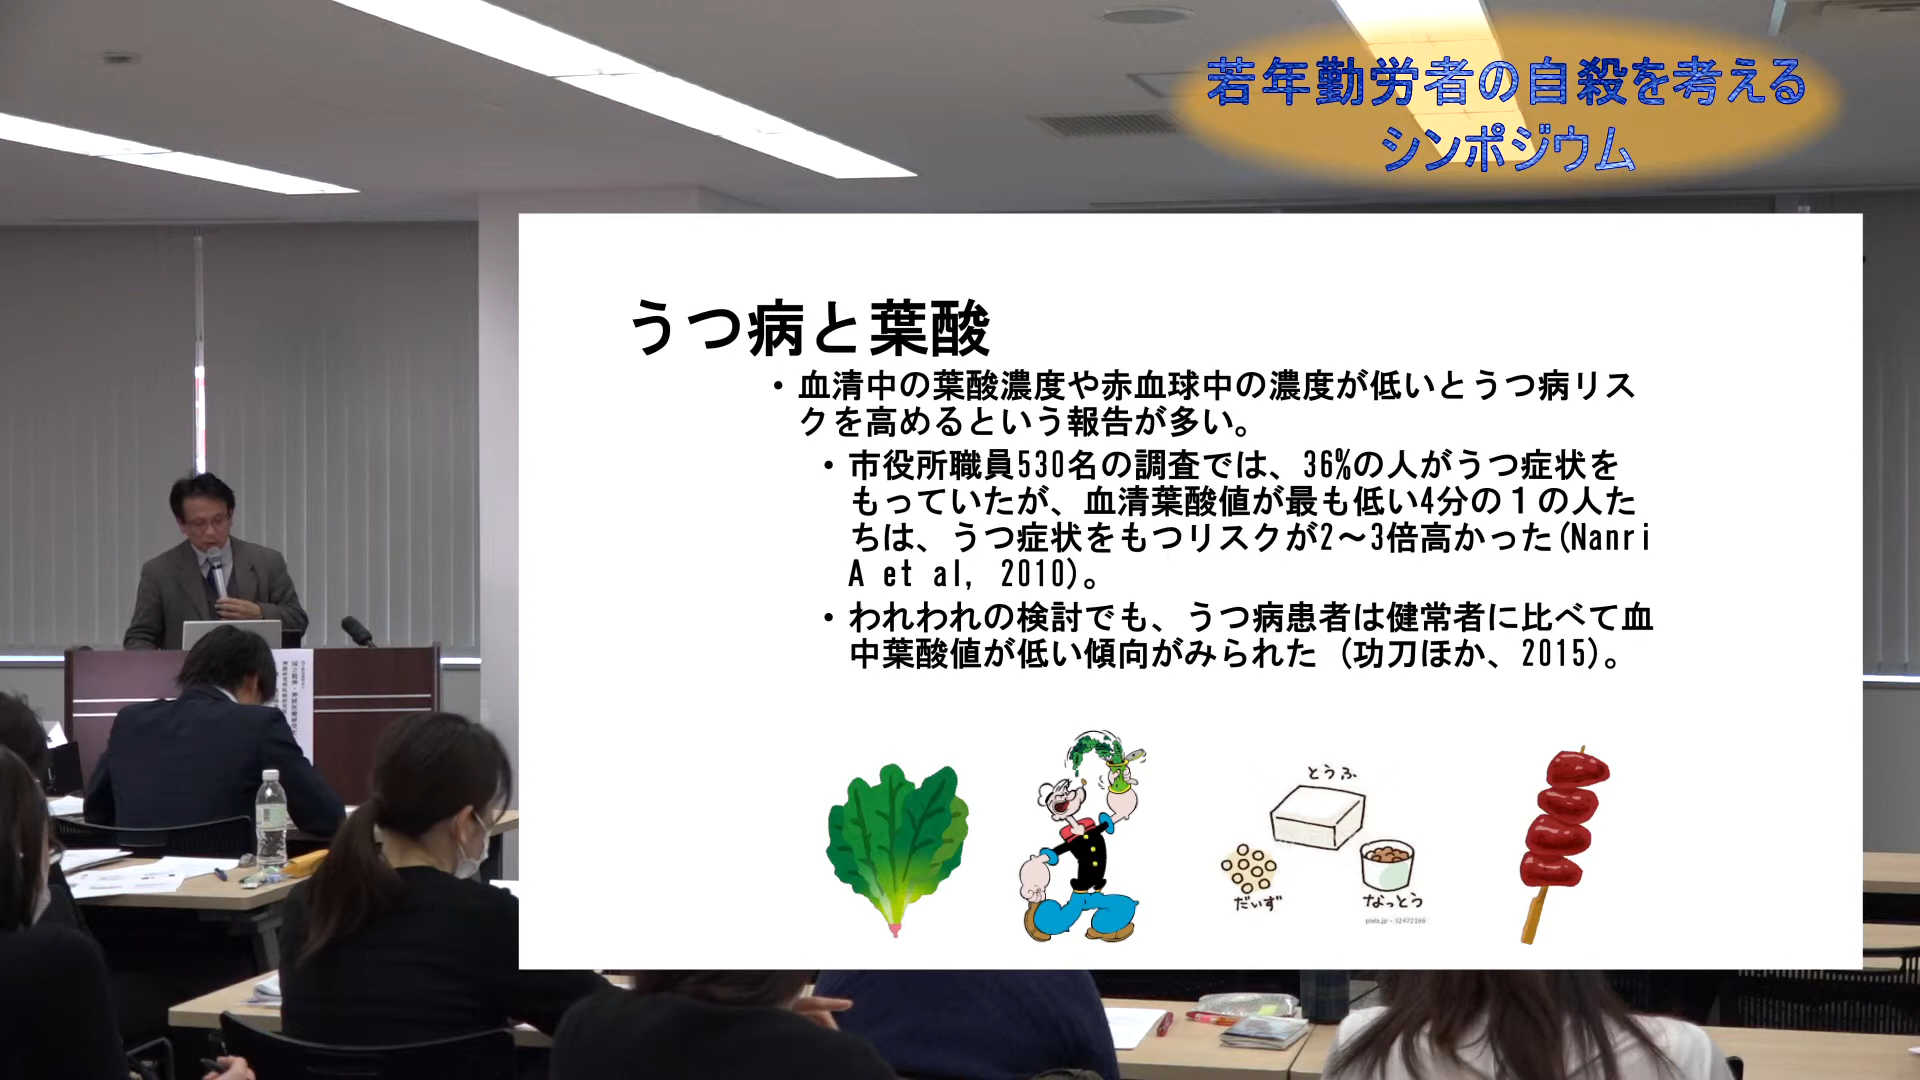 若年勤労者の自殺を考える
シンポジウム
うつ病と葉酸
• 血清中の葉酸濃度や赤血球中の濃度が低いとうつ病リス
クを高めるという報告が多い。
• 市役所職員530名の調査では、36%の人がうつ症状を
もっていたが、血清葉酸値が最も低い4分の１の人た
ちは、うつ症状をもつリスクが2〜3倍高かった(Nanri
A et al, 2010)。
• われわれの検討でも、うつ病患者は健常者に比べて血
中葉酸値が低い傾向がみられた (功刀ほか、2015)。
とうふ
だいず
なっとう
pixta.jp - 32472166